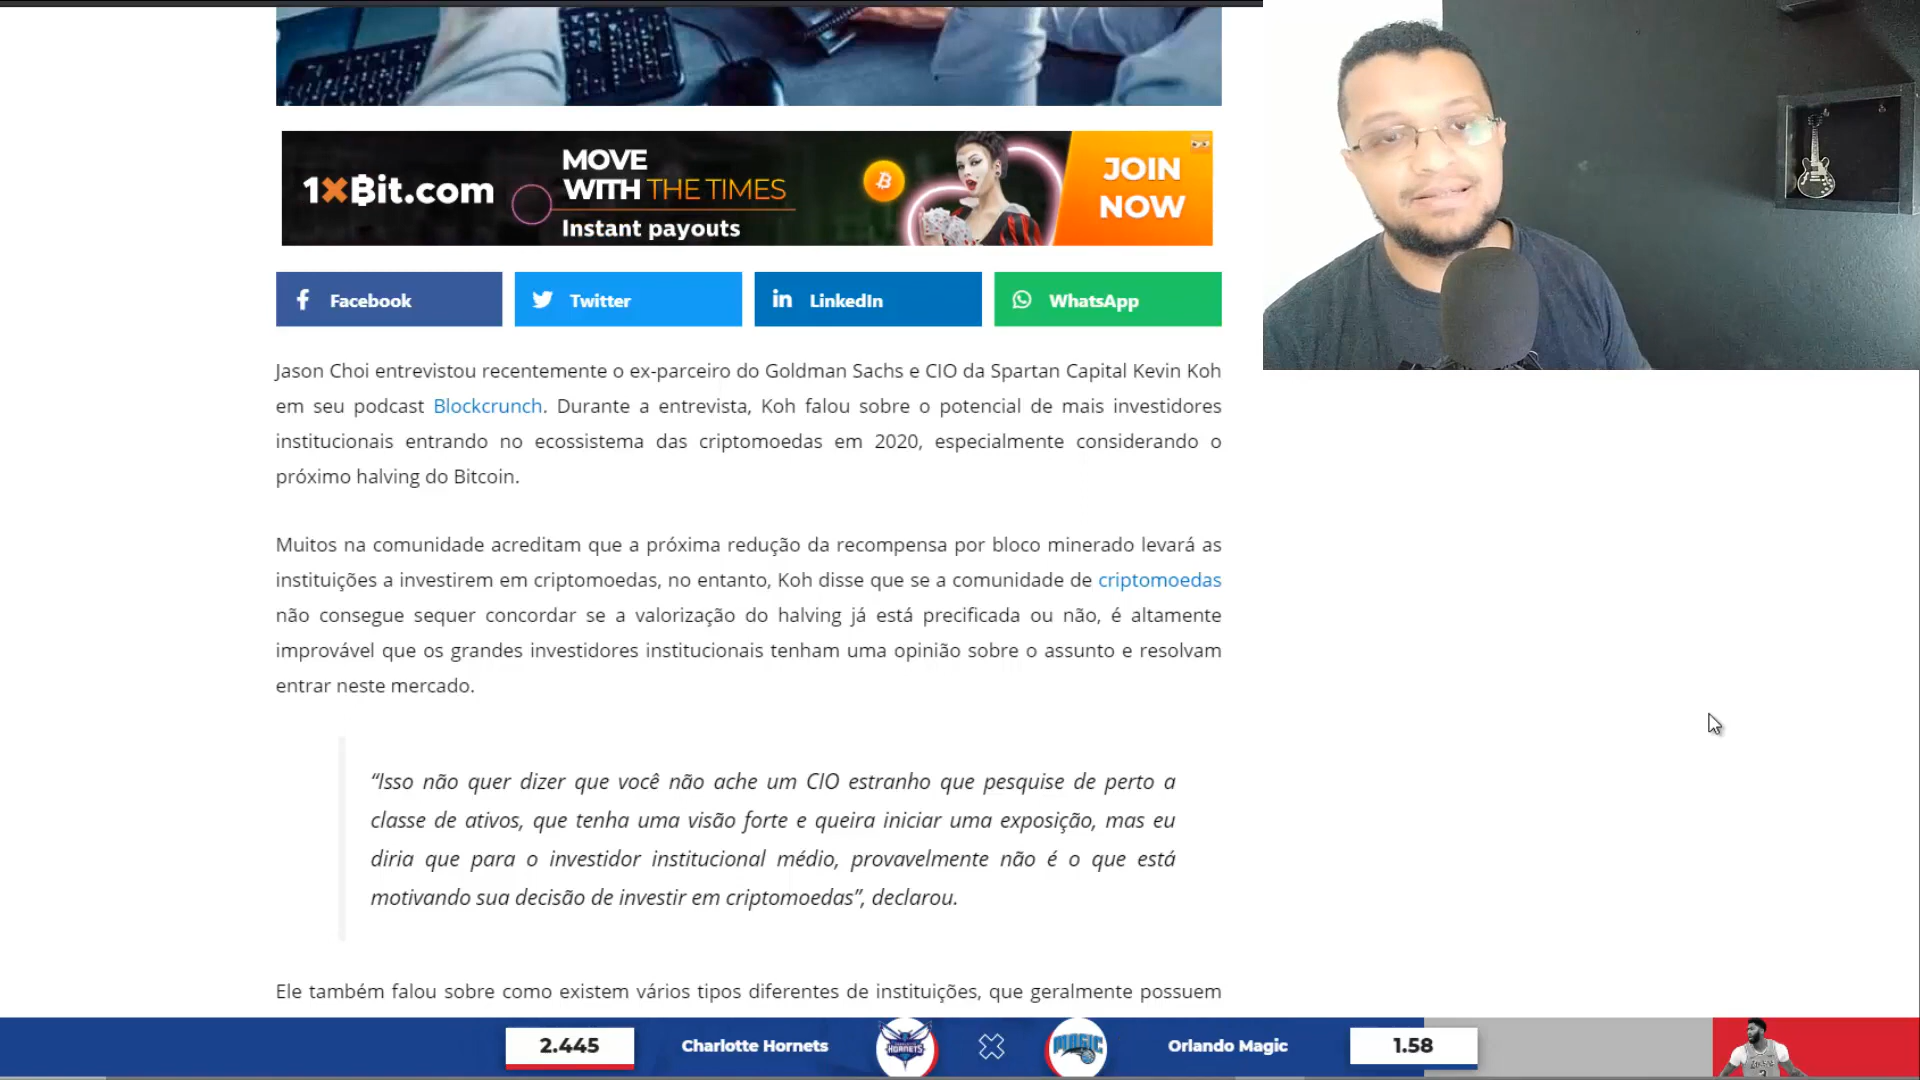 1xBit.com
MOVE
WITH THE TIMES
Instant payouts
JOIN
NOW
Facebook
Twitter
LinkedIn
WhatsApp
Jason Choi entrevistou recentemente o ex-parceiro do Goldman Sachs e CIO da Spartan Capital Kevin Koh
em seu podcast Blockcrunch. Durante a entrevista, Koh falou sobre o potencial de mais investidores
institucionais entrando no ecossistema das criptomoedas em 2020, especialmente considerando o
próximo halving do Bitcoin.
Muitos na comunidade acreditam que a próxima redução da recompensa por bloco minerado levará as
instituições a investirem em criptomoedas, no entanto, Koh disse que se a comunidade de criptomoedas
não consegue sequer concordar se a valorização do halving já está precificada ou não, é altamente
improvável que os grandes investidores institucionais tenham uma opinião sobre o assunto e resolvam
entrar neste mercado.
“Isso não quer dizer que você não ache um CIO estranho que pesquise de perto a
classe de ativos, que tenha uma visão forte e queira iniciar uma exposição, mas eu
diria que para o investidor institucional médio, provavelmente não é o que está
motivando sua decisão de investir em criptomoedas”, declarou.
Ele também falou sobre como existem vários tipos diferentes de instituições, que geralmente possuem
2.445
Charlotte Hornets
HORNETS
MAGIC
Orlando Magic
1.58